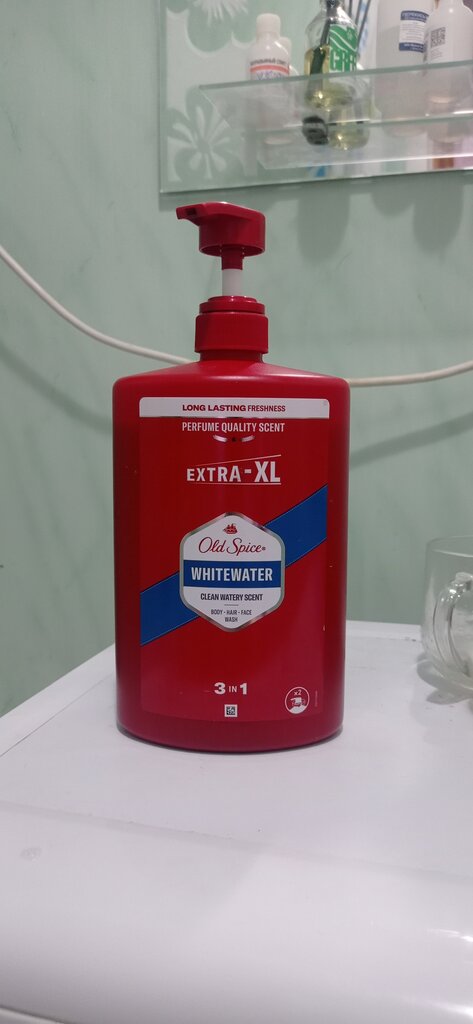 LONG LASTING FRESHNESS
PERFUME QUALITY SCENT
EXTRA-XL
Old Spice®
WHITEWATER
CLEAN WATERY SCENT
BODY - HAIR - FACE
WASH
3 IN 1
x2